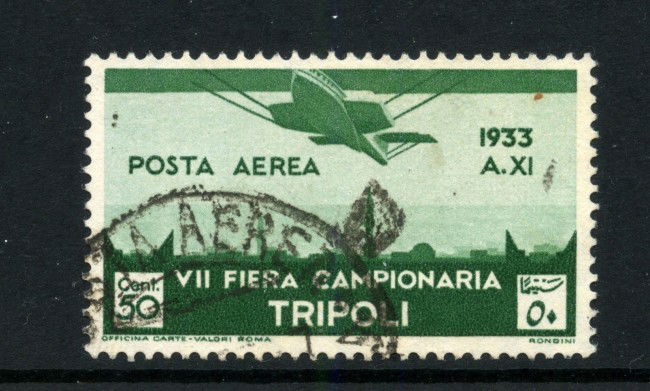 1933
POSTA AEREA A.XI
Cent. VII FIERA CAMPIONARIA سنتيما
50 TRIPOLI ٥٠
OFFICINA CARTE-VALORI ROMA RONDINI